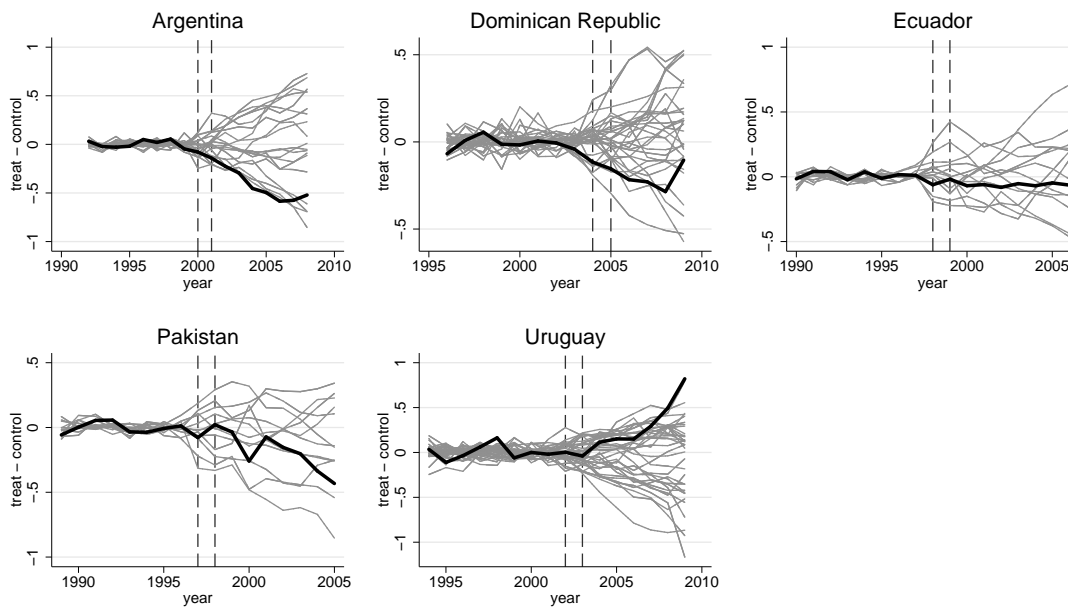 Argentina
treat − control
1
.5
0
−.5
−1
1990 1995 2000 2005 2010
year
Dominican Republic
treat − control
.5
0
−.5
1995 2000 2005 2010
year
Ecuador
treat − control
1
.5
0
−.5
1990 1995 2000 2005
year
Pakistan
treat − control
.5
0
−.5
−1
1990 1995 2000 2005
year
Uruguay
treat − control
1
.5
0
−.5
−1
1995 2000 2005 2010
year